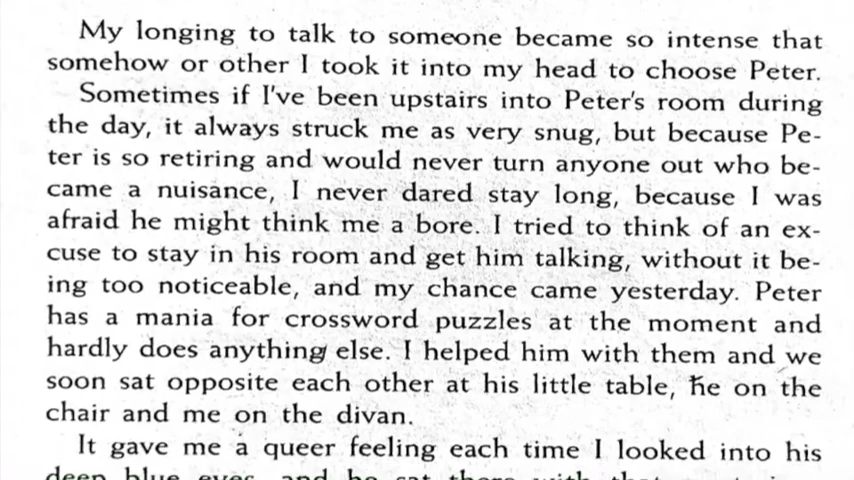 My longing to talk to someone became so intense that
somehow or other I took it into my head to choose Peter.
Sometimes if I've been upstairs into Peter's room during
the day, it always struck me as very snug, but because Pe-
ter is so retiring and would never turn anyone out who be-
came a nuisance, I never dared stay long, because I was
afraid he might think me a bore. I tried to think of an ex-
cuse to stay in his room and get him talking, without it be-
ing too noticeable, and my chance came yesterday. Peter
has a mania for crossword puzzles at the moment and
hardly does anything else. I helped him with them and we
soon sat opposite each other at his little table, he on the
chair and me on the divan.
It gave me a queer feeling each time I looked into his
deep blue eyes, and he sat there with that